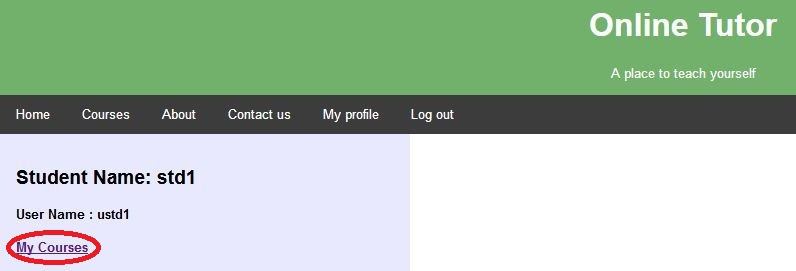 Online Tutor
A place to teach yourself
Home Courses About Contact us My profile Log out
Student Name: std1
User Name : ustd1
My Courses